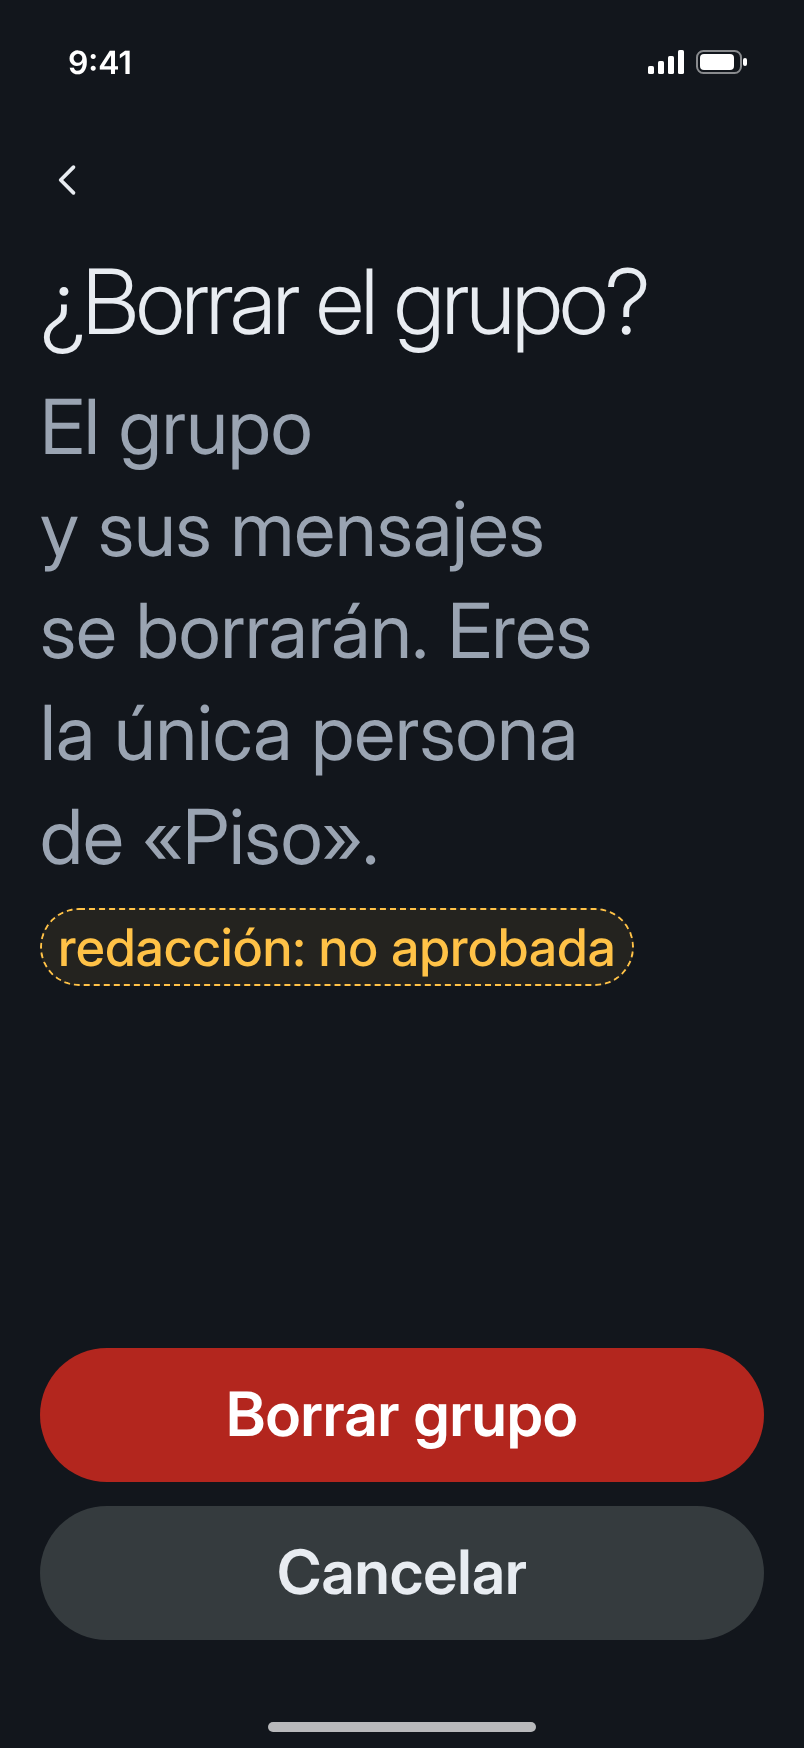 9:41
¿Borrar el grupo?
El grupo
y sus mensajes
se borrarán. Eres
la única persona
de «Piso».
redacción: no aprobada
Borrar grupo
Cancelar